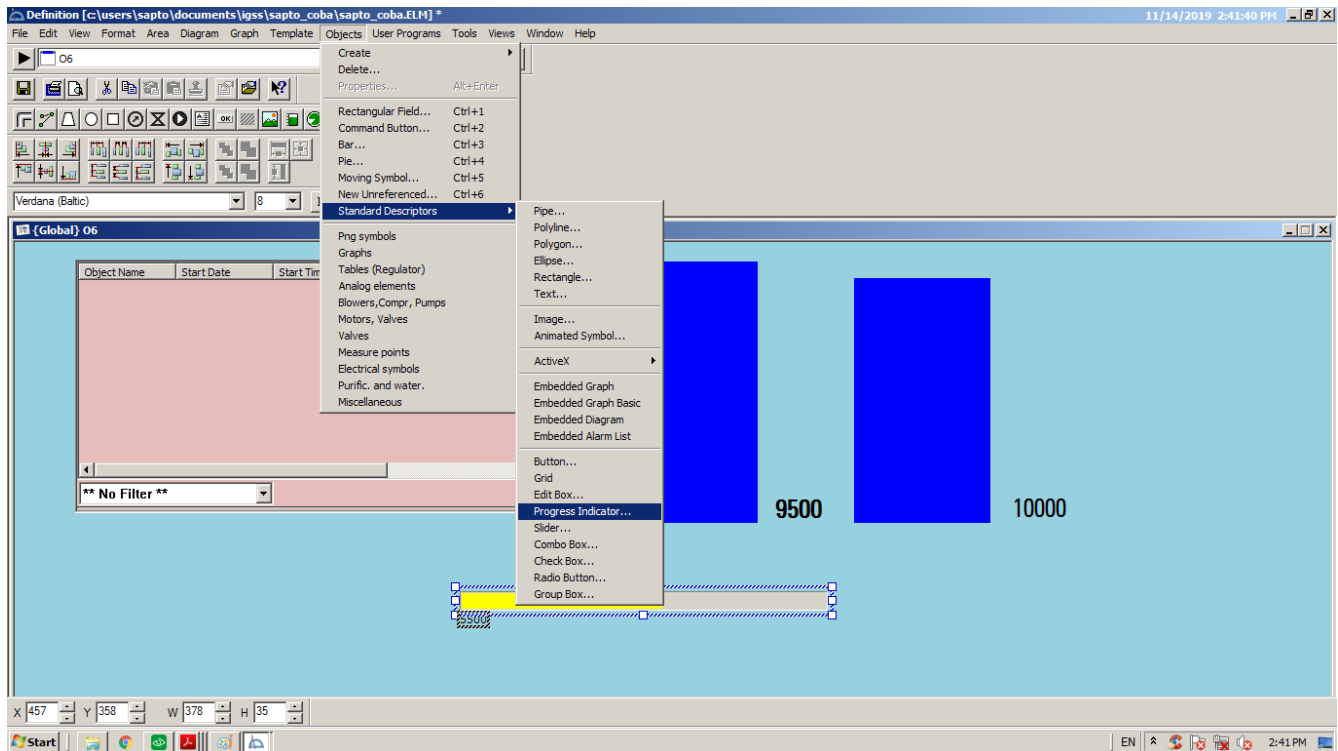 Definition [c:\users\sapto\documents\igss\sapto_coba\sapto_coba.ELM] *
11/14/2019 2:41:40 PM
File Edit View Format Area Diagram Graph Template Objects User Programs Tools Views Window Help
06
Create
Delete...
Properties... Alt+Enter
Rectangular Field... Ctrl+1
Command Button... Ctrl+2
Bar... Ctrl+3
Pie... Ctrl+4
Moving Symbol... Ctrl+5
New Unreferenced... Ctrl+6
Standard Descriptors
Png symbols
Graphs
Tables (Regulator)
Analog elements
Blowers,Compr, Pumps
Motors, Valves
Valves
Measure points
Electrical symbols
Purific. and water.
Miscellaneous
Pipe...
Polyline...
Polygon...
Ellipse...
Rectangle...
Text...
Image...
Animated Symbol...
ActiveX
Embedded Graph
Embedded Graph Basic
Embedded Diagram
Embedded Alarm List
Button...
Grid
Edit Box...
Progress Indicator...
Slider...
Combo Box...
Check Box...
Radio Button...
Group Box...
OK
Verdana (Baltic)
8
{Global} 06
Object Name Start Date Start Tim
** No Filter **
9500
10000
5500
X 457 Y 358 W 378 H 35
Start
EN
2:41 PM